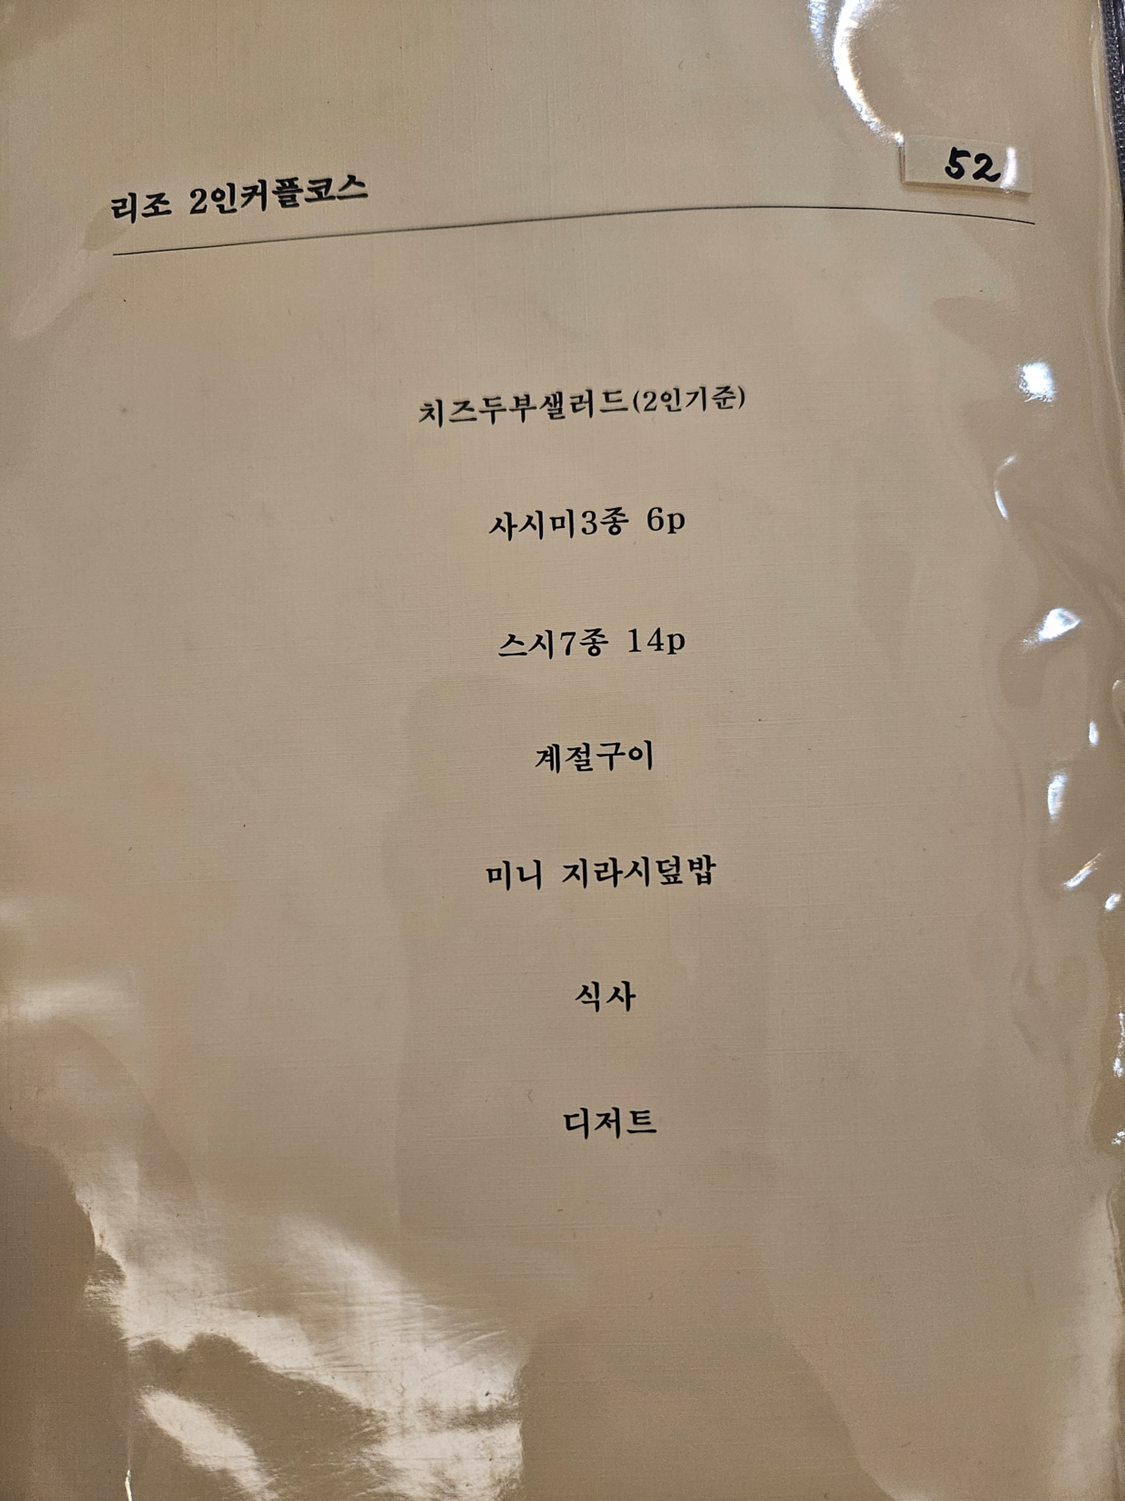 리조 2인커플코스
52
치즈두부샐러드(2인기준)
사시미3종 6p
스시7종 14p
계절구이
미니 지라시덮밥
식사
디저트